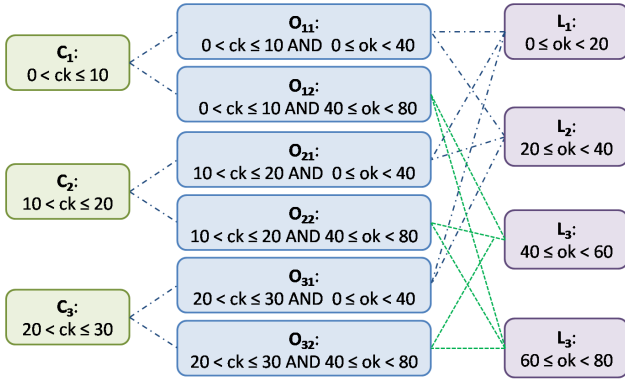 C1:
0 < ck ≤ 10
C2:
10 < ck ≤ 20
C3:
20 < ck ≤ 30
O11:
0 < ck ≤ 10 AND 0 ≤ ok < 40
O12:
0 < ck ≤ 10 AND 40 ≤ ok < 80
O21:
10 < ck ≤ 20 AND 0 ≤ ok < 40
O22:
10 < ck ≤ 20 AND 40 ≤ ok < 80
O31:
20 < ck ≤ 30 AND 0 ≤ ok < 40
O32:
20 < ck ≤ 30 AND 40 ≤ ok < 80
L1:
0 ≤ ok < 20
L2:
20 ≤ ok < 40
L3:
40 ≤ ok < 60
L3:
60 ≤ ok < 80